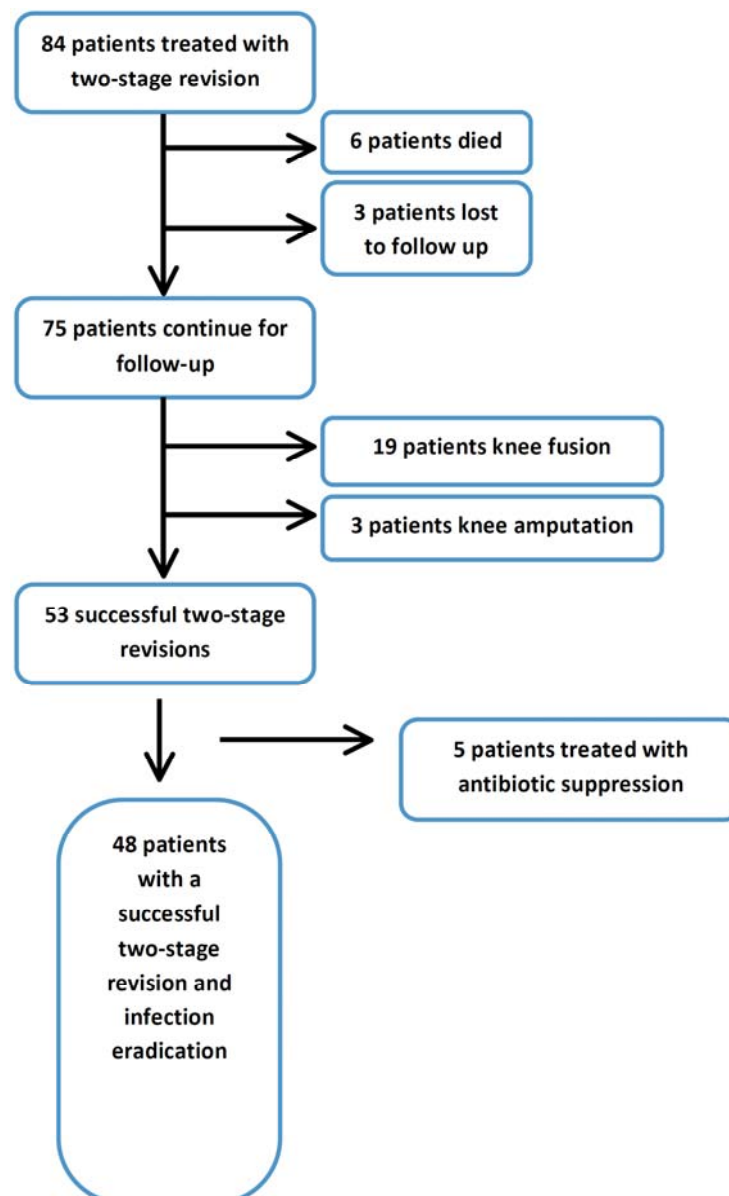 84 patients treated with
two-stage revision
6 patients died
3 patients lost
to follow up
75 patients continue for
follow-up
19 patients knee fusion
3 patients knee amputation
53 successful two-stage
revisions
5 patients treated with
antibiotic suppression
48 patients
with a
successful
two-stage
revision and
infection
eradication